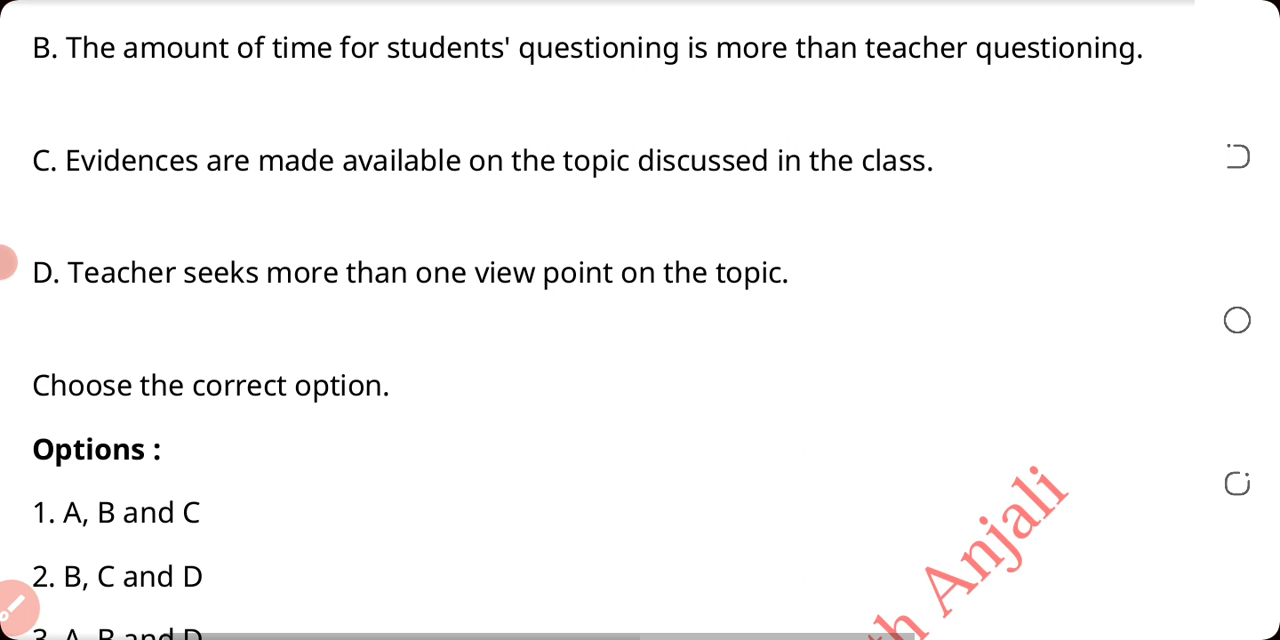 B. The amount of time for students' questioning is more than teacher questioning.
C. Evidences are made available on the topic discussed in the class.
D. Teacher seeks more than one view point on the topic.
Choose the correct option.
Options :
1. A, B and C
2. B, C and D
3. A, B and D
Anjali